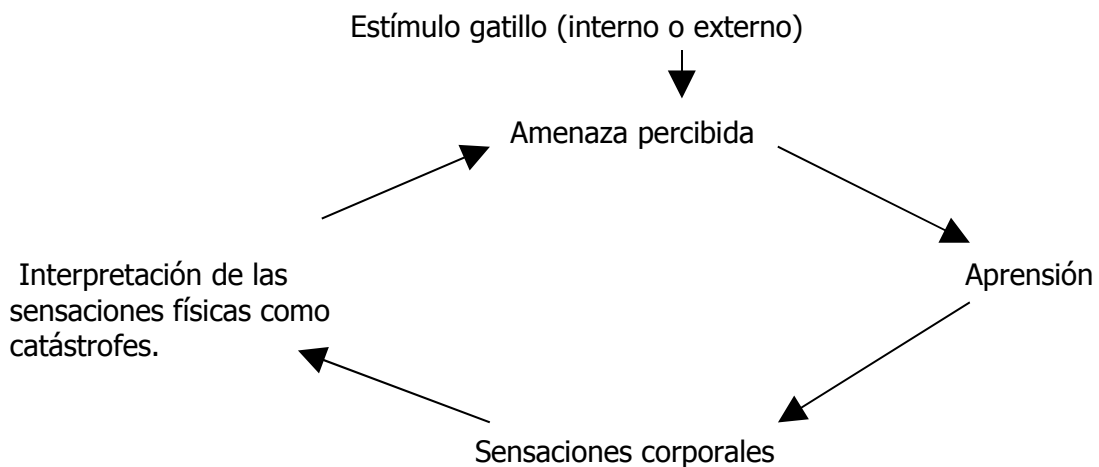 Estímulo gatillo (interno o externo)
Amenaza percibida
Interpretación de las
sensaciones físicas como
catástrofes.
Aprensión
Sensaciones corporales